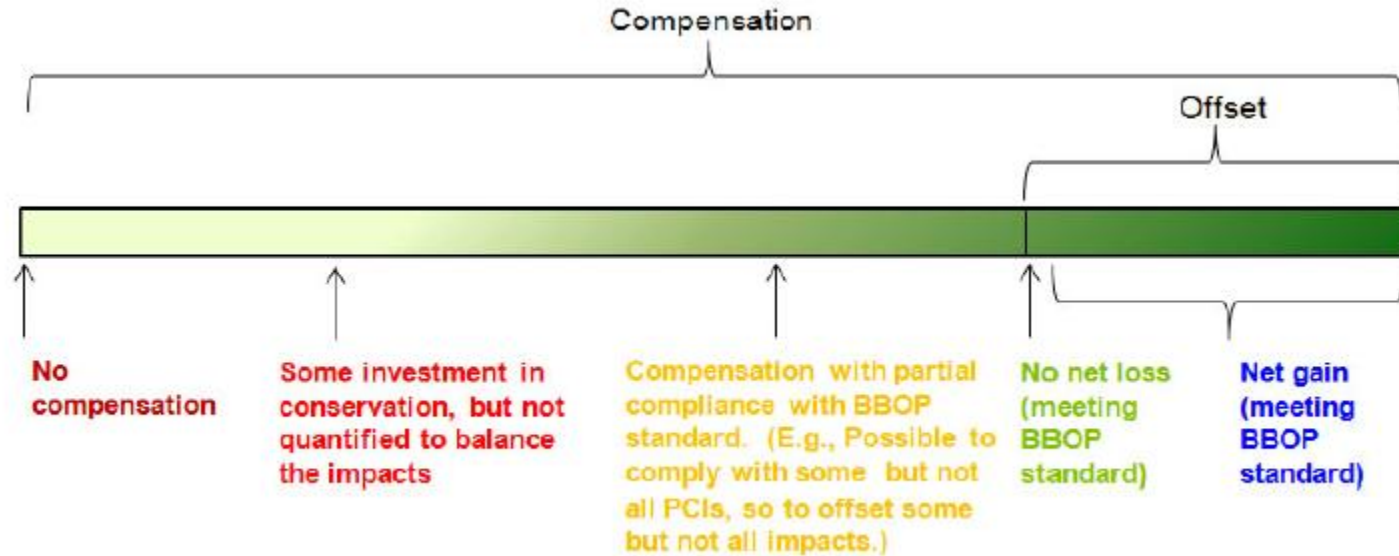 Compensation
Offset
No
compensation
Some investment in
conservation, but not
quantified to balance
the impacts
Compensation with partial
compliance with BBOP
standard. (E.g., Possible to
comply with some but not
all PCIs, so to offset some
but not all impacts.)
No net loss
(meeting
BBOP
standard)
Net gain
(meeting
BBOP
standard)